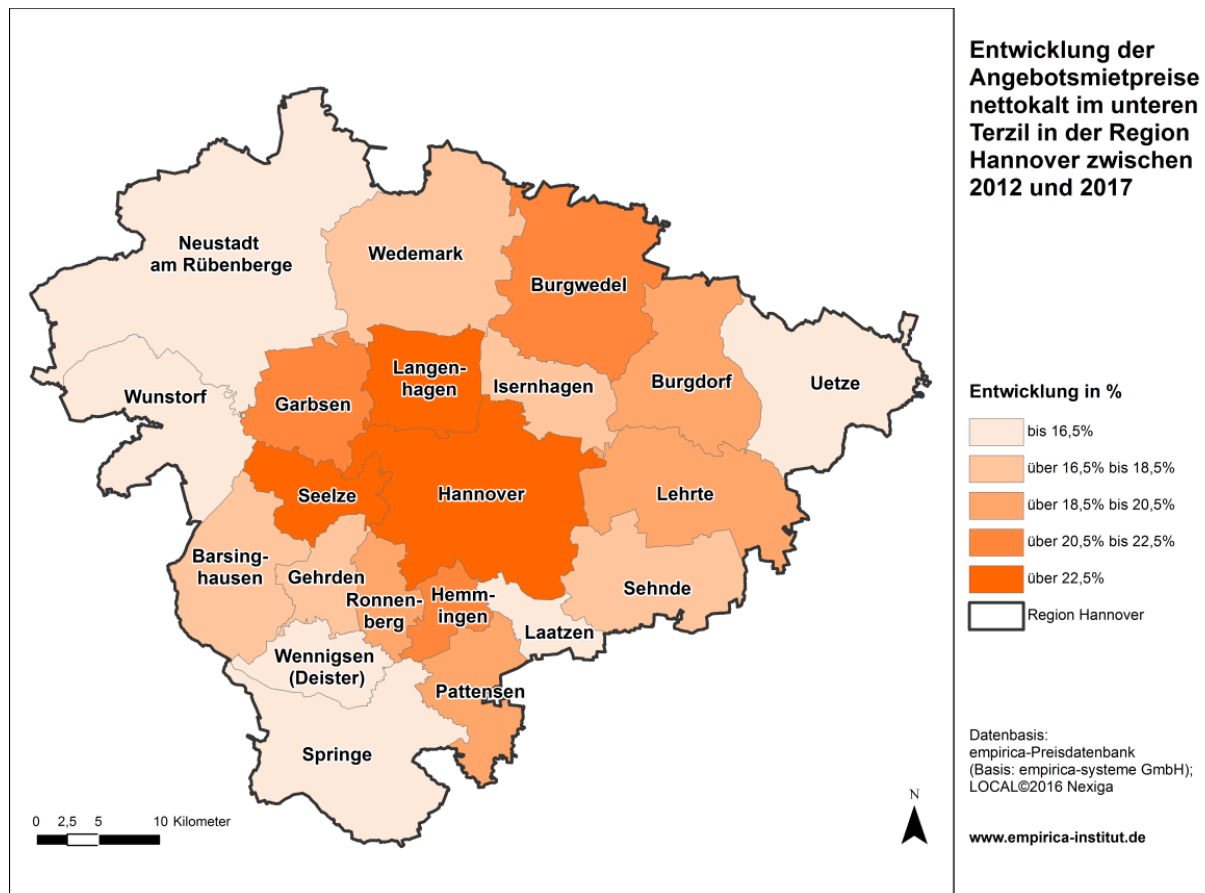 Entwicklung der
Angebotsmietpreise
nettokalt im unteren
Terzil in der Region
Hannover zwischen
2012 und 2017
Neustadt
am Rübenberge
Wedemark
Burgwedel
Langen-
hagen
Isernhagen
Burgdorf
Uetze
Wunstorf
Garbsen
Seelze
Hannover
Lehrte
Barsing-
hausen
Gehrden
Ronnen-
berg
Hemm-
ingen
Sehnde
Laatzen
Wennigsen
(Deister)
Pattensen
Springe
Entwicklung in %
bis 16,5%
über 16,5% bis 18,5%
über 18,5% bis 20,5%
über 20,5% bis 22,5%
über 22,5%
Region Hannover
Datenbasis:
empirica-Preisdatenbank
(Basis: empirica-systeme GmbH);
LOCAL©2016 Nexiga
www.empirica-institut.de
0 2,5 5 10 Kilometer
N